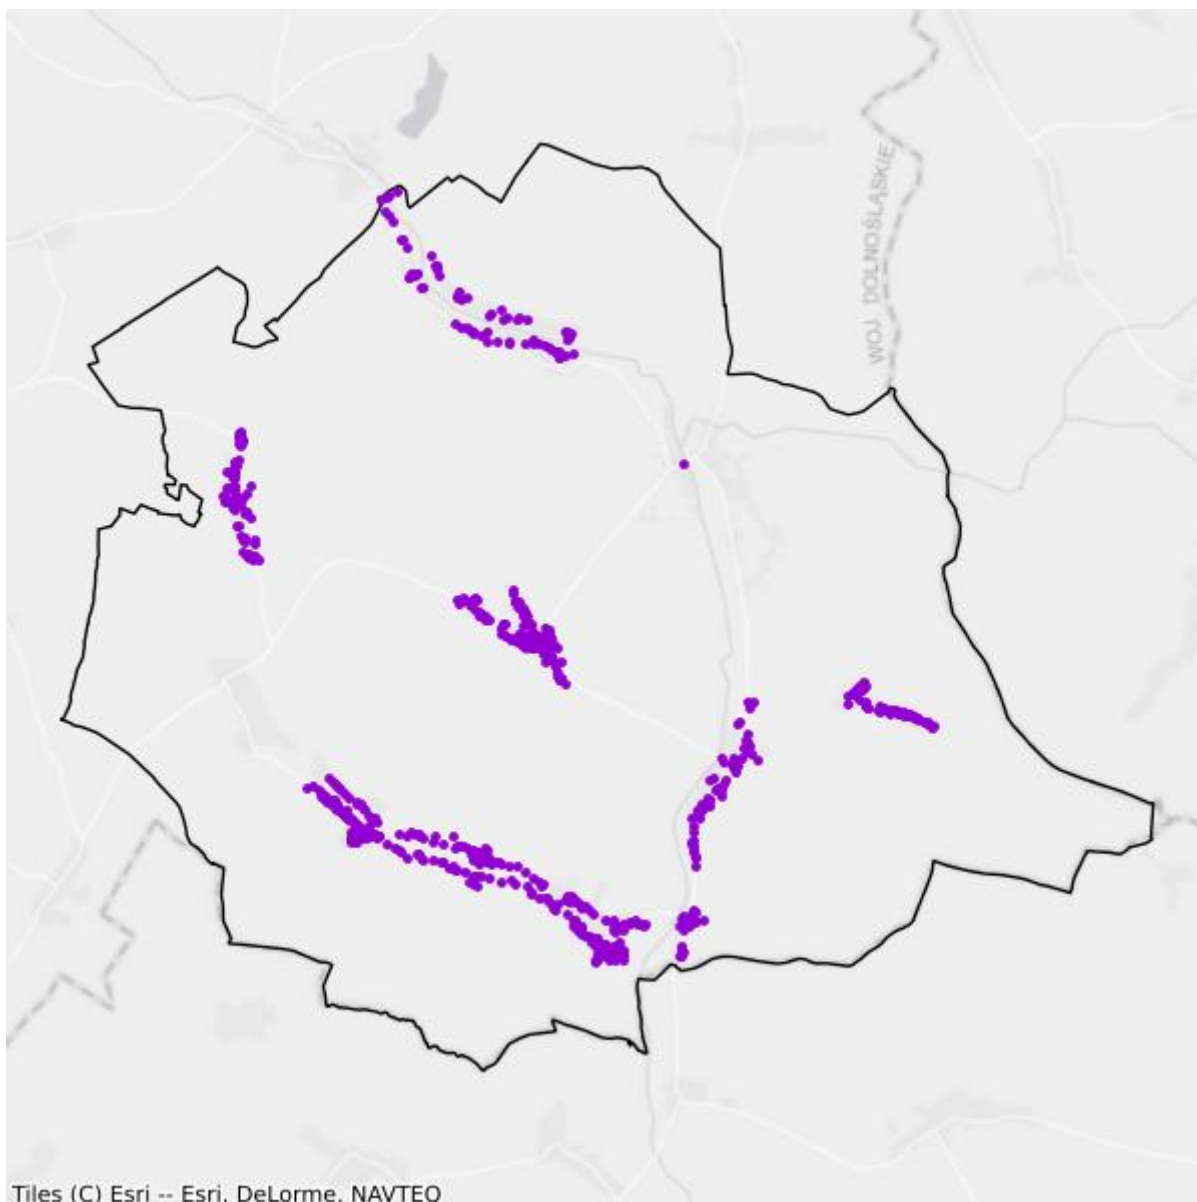 WOJ. DOLNOŚLĄSKIE
Tiles (C) Esri -- Esri, DeLorme, NAVTEQ